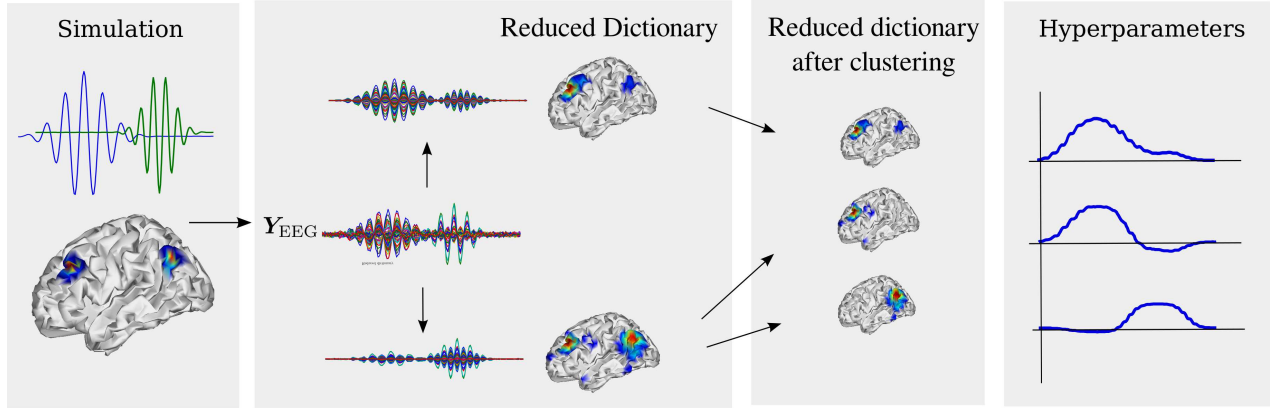 Simulation
Reduced Dictionary
Reduced dictionary
after clustering
Hyperparameters
Y_EEG